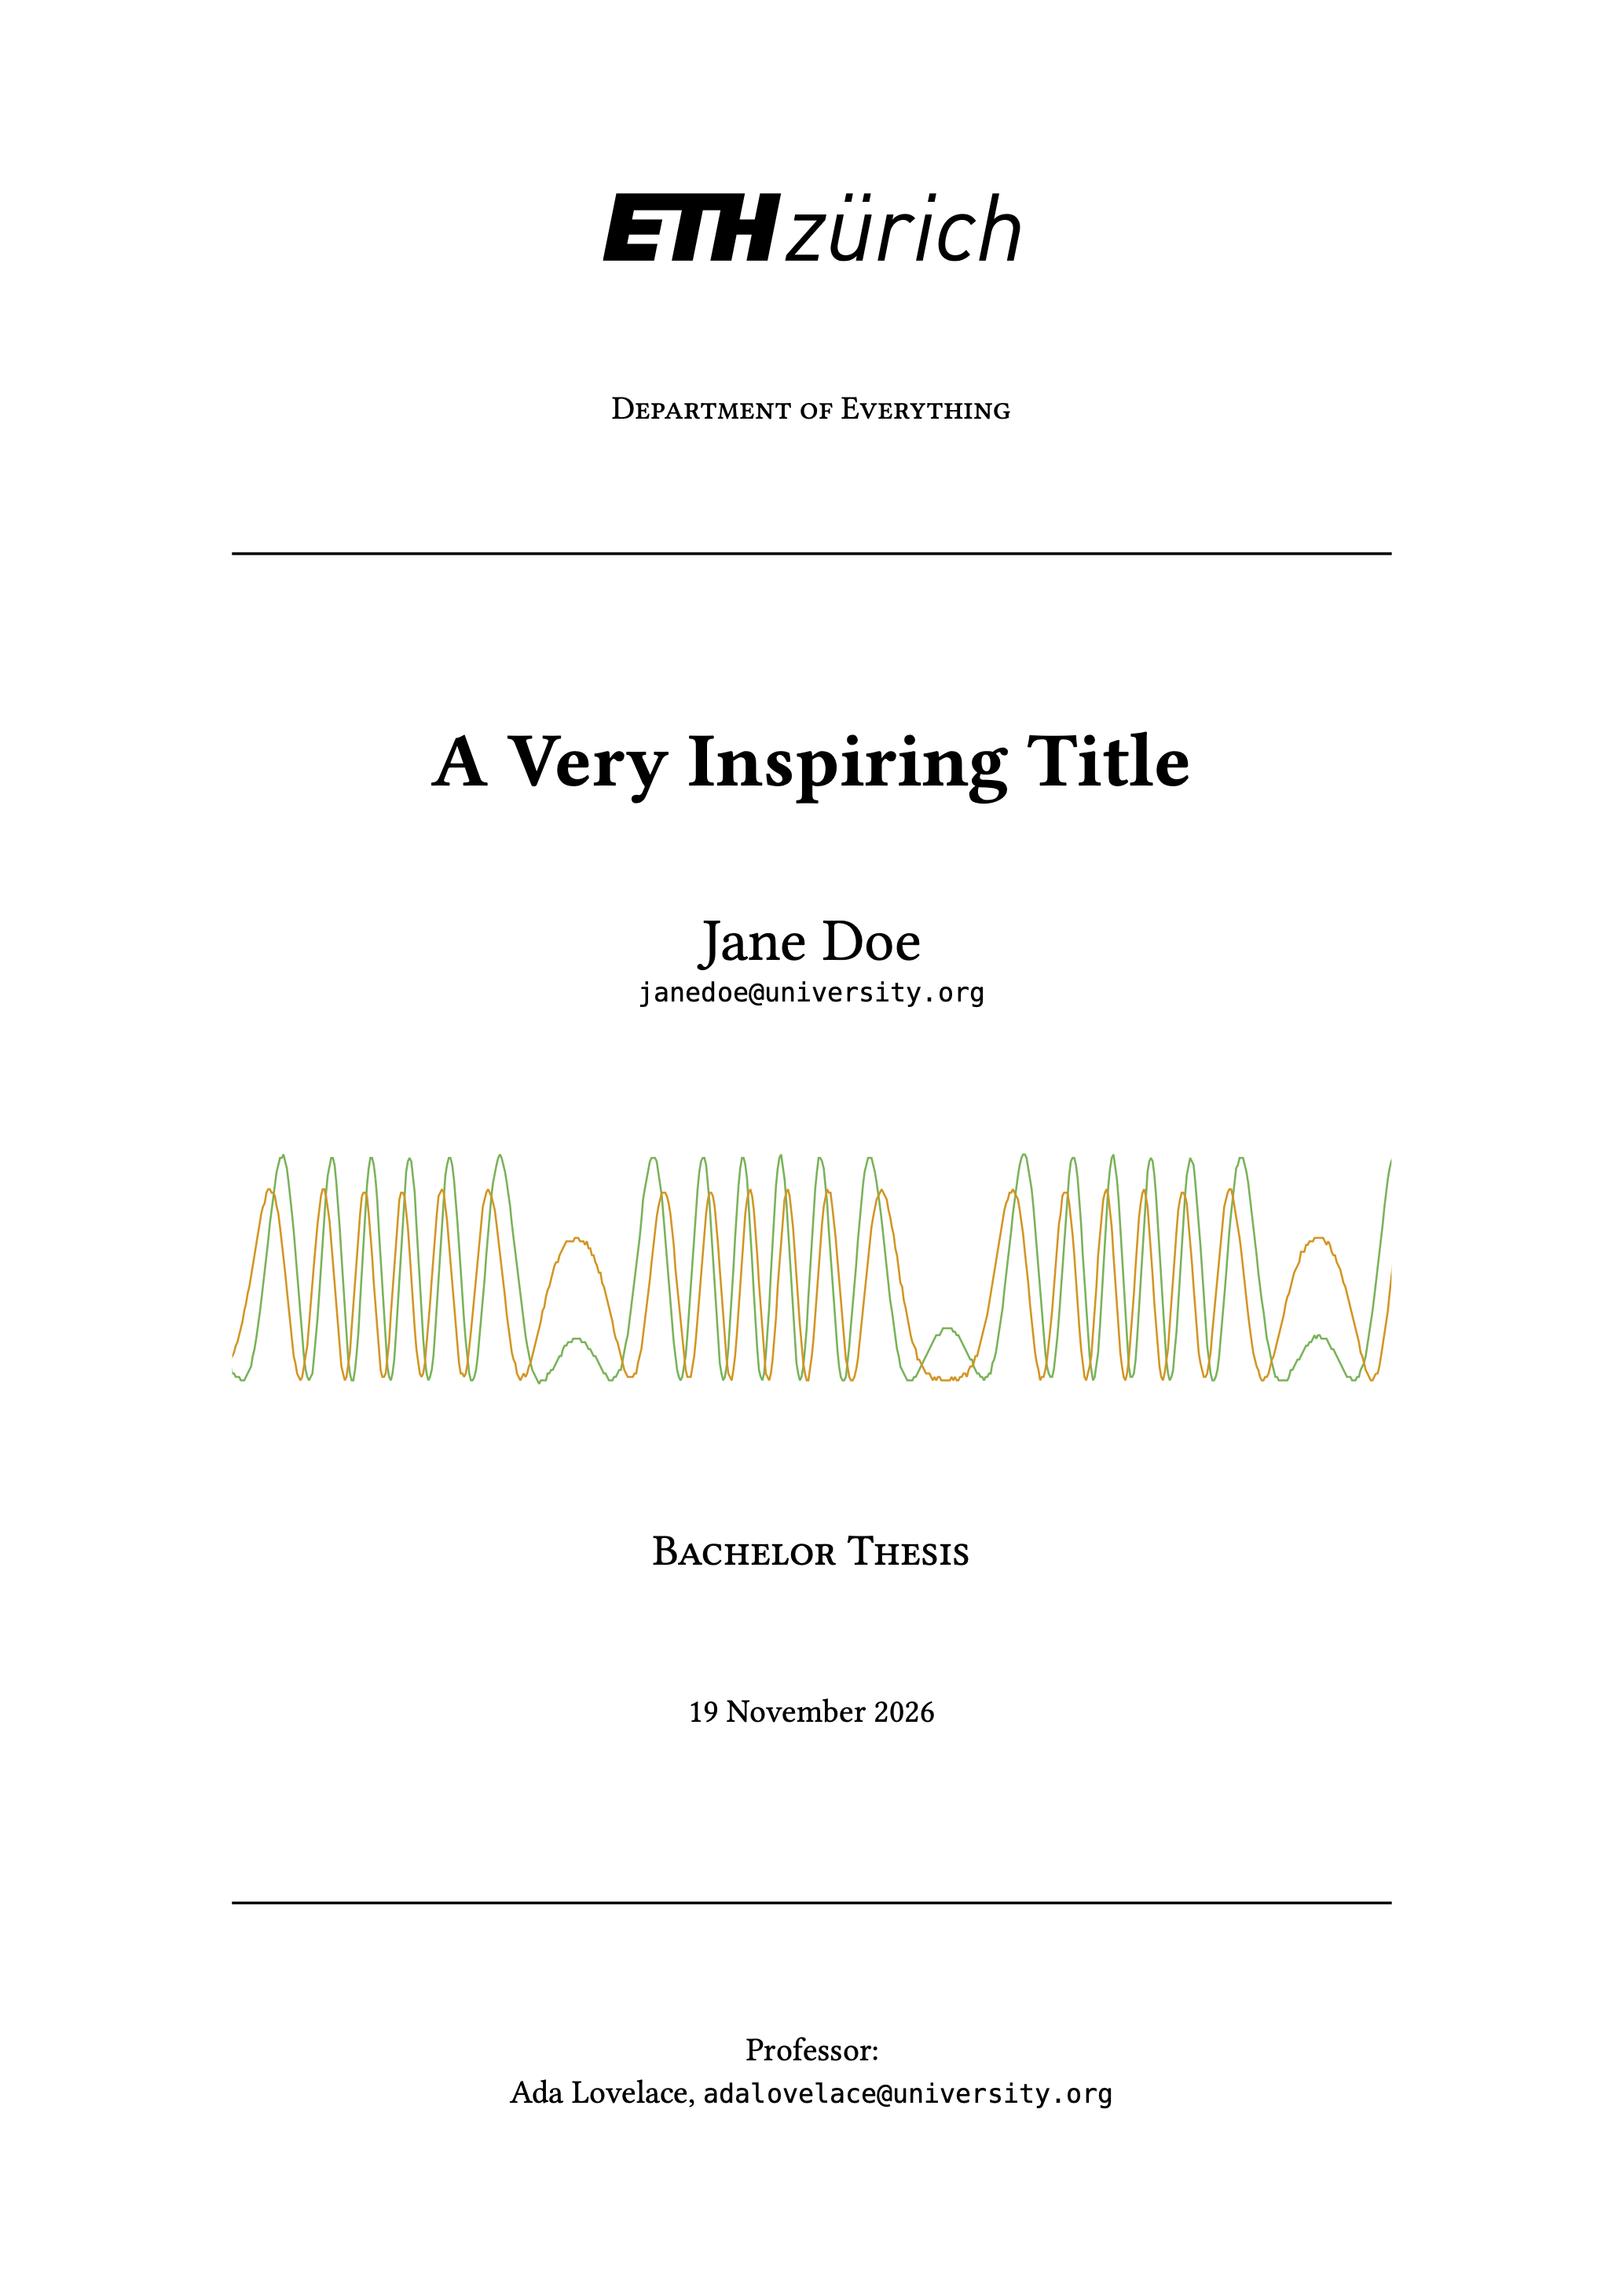 ETH zürich
Department of Everything
A Very Inspiring Title
Jane Doe
janedoe@university.org
Bachelor Thesis
19 November 2026
Professor:
Ada Lovelace, adalovelace@university.org